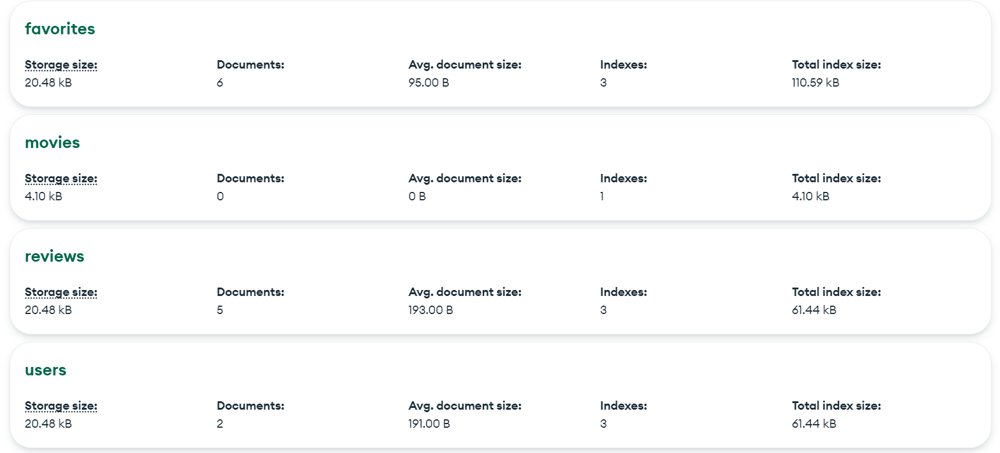 favorites
Storage size: Documents: Avg. document size: Indexes: Total index size:
20.48 kB 6 95.00 B 3 110.59 kB
movies
Storage size: Documents: Avg. document size: Indexes: Total index size:
4.10 kB 0 0 B 1 4.10 kB
reviews
Storage size: Documents: Avg. document size: Indexes: Total index size:
20.48 kB 5 193.00 B 3 61.44 kB
users
Storage size: Documents: Avg. document size: Indexes: Total index size:
20.48 kB 2 191.00 B 3 61.44 kB